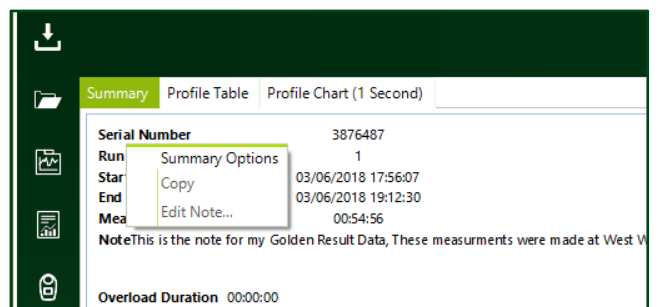 Summary Profile Table Profile Chart (1 Second)
Serial Number 3876487
Run 1
Summary Options
Star 03/06/2018 17:56:07
Copy
End 03/06/2018 19:12:30
Edit Note...
Mea 00:54:56
NoteThis is the note for my Golden Result Data, These measurments were made at West W
Overload Duration 00:00:00